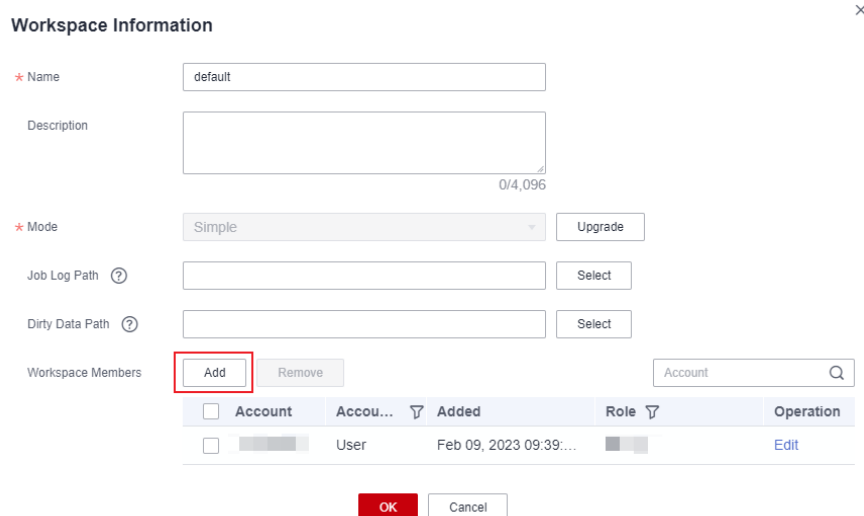 Workspace Information
* Name default
Description
0/4,096
* Mode Simple Upgrade
Job Log Path ? Select
Dirty Data Path ? Select
Workspace Members Add Remove Account
Account Accou... Added Role Operation
User Feb 09, 2023 09:39:... Edit
OK Cancel